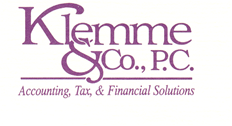 Klemme
& Co., P.C.
Accounting, Tax, & Financial Solutions